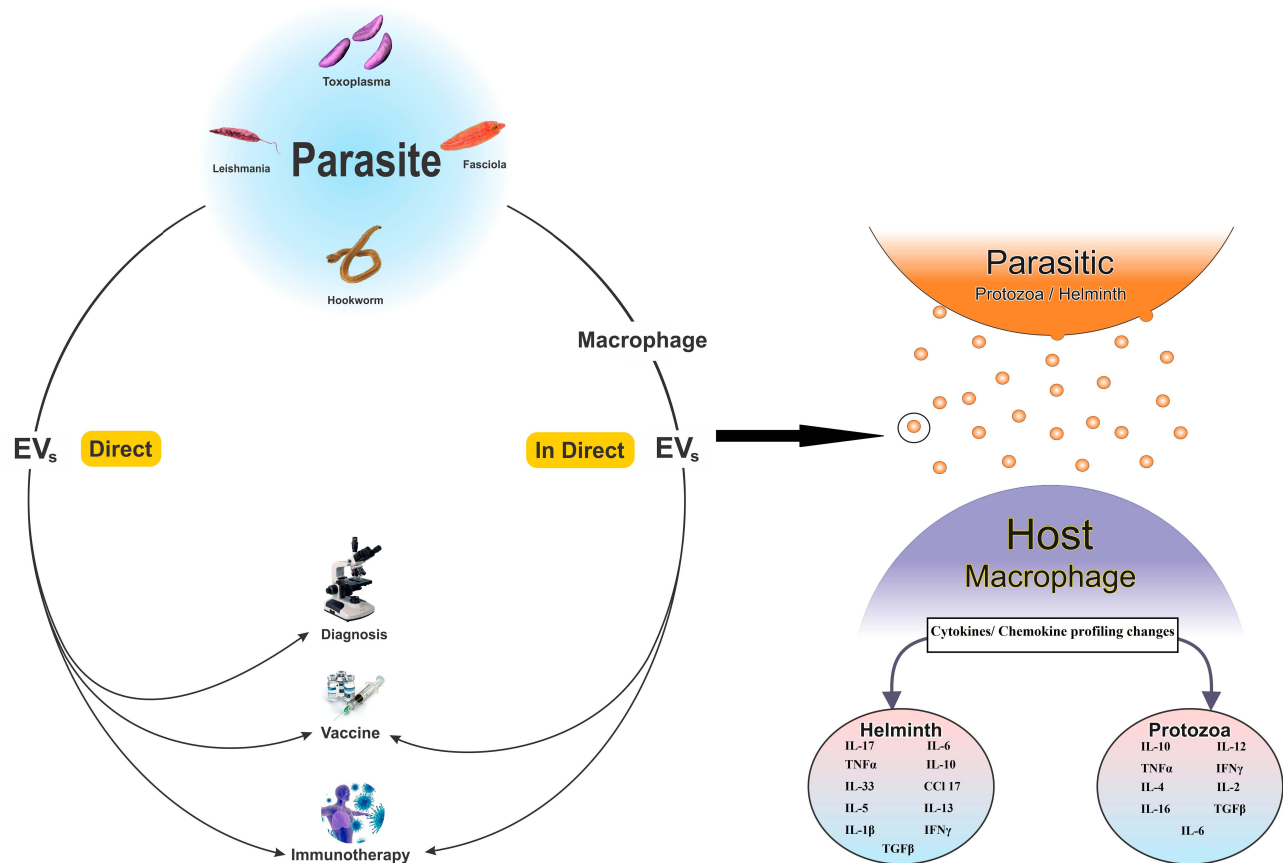 Toxoplasma
Leishmania
Parasite
Fasciola
Hookworm
Macrophage
EVs
Direct
In Direct
EVs
Diagnosis
Vaccine
Immunotherapy
Parasitic
Protozoa / Helminth
Host
Macrophage
Cytokines/ Chemokine profiling changes
Helminth
IL-17 IL-6
TNFα IL-10
IL-33 CCl 17
IL-5 IL-13
IL-1β IFNγ
TGFβ
Protozoa
IL-10 IL-12
TNFα IFNγ
IL-4 IL-2
IL-16 TGFβ
IL-6